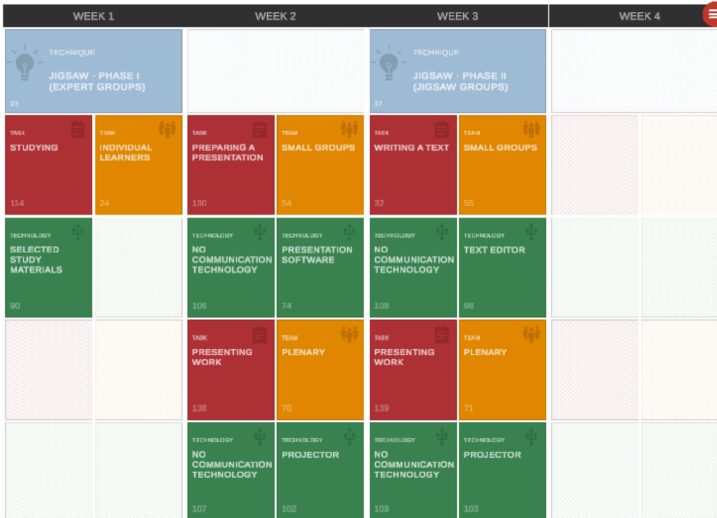 WEEK 1 WEEK 2 WEEK 3 WEEK 4
TECHNIQUE
JIGSAW - PHASE I
(EXPERT GROUPS)
37
TECHNIQUE
JIGSAW - PHASE II
(JIGSAW GROUPS)
37
TASK
STUDYING
114
TEAM
INDIVIDUAL
LEARNERS
24
TASK
PREPARING A
PRESENTATION
130
TEAM
SMALL GROUPS
54
TASK
WRITING A TEXT
32
TEAM
SMALL GROUPS
55
TECHNOLOGY
SELECTED
STUDY
MATERIALS
90
TECHNOLOGY
NO
COMMUNICATION
TECHNOLOGY
106
TECHNOLOGY
PRESENTATION
SOFTWARE
74
TECHNOLOGY
NO
COMMUNICATION
TECHNOLOGY
TECHNOLOGY
TEXT EDITOR
98
TASK
PRESENTING
WORK
138
TEAM
PLENARY
70
TASK
PRESENTING
WORK
139
TEAM
PLENARY
71
TECHNOLOGY
NO
COMMUNICATION
TECHNOLOGY
107
TECHNOLOGY
PROJECTOR
102
TECHNOLOGY
NO
COMMUNICATION
TECHNOLOGY
109
TECHNOLOGY
PROJECTOR
103